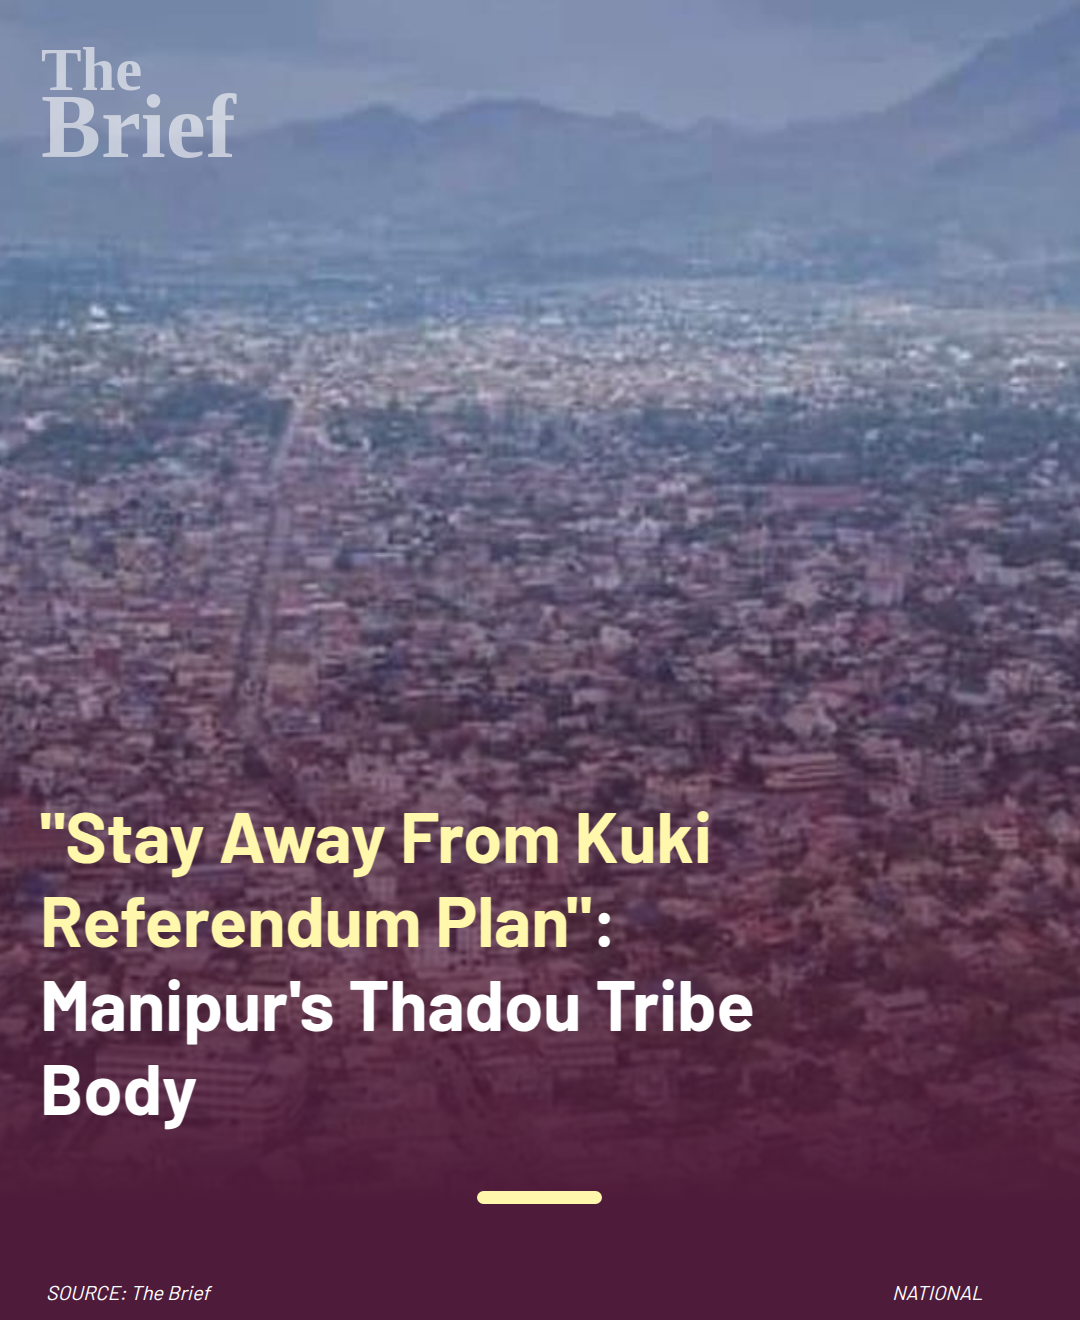 The
Brief
"Stay Away From Kuki
Referendum Plan":
Manipur's Thadou Tribe
Body
SOURCE: The Brief
NATIONAL